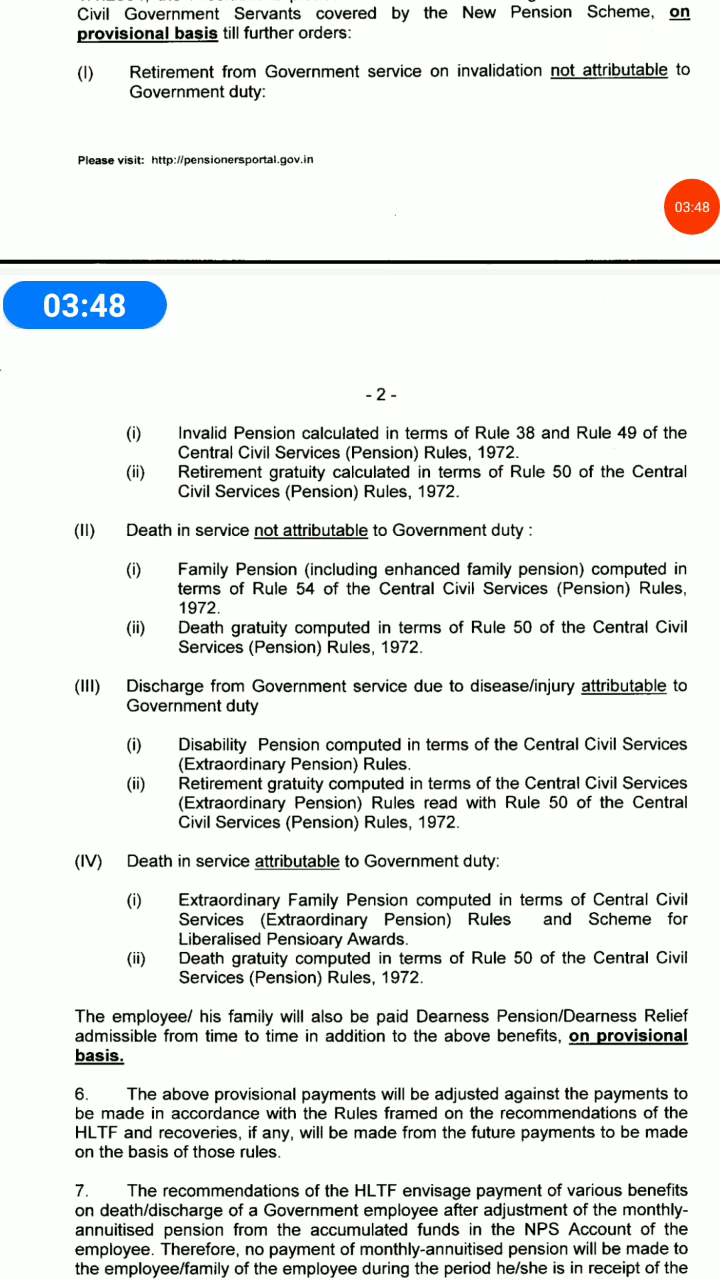 Civil Government Servants covered by the New Pension Scheme, on
provisional basis till further orders:
(I) Retirement from Government service on invalidation not attributable to
Government duty:
Please visit: http://pensionersportal.gov.in
03:48
03:48
- 2 -
(i) Invalid Pension calculated in terms of Rule 38 and Rule 49 of the
Central Civil Services (Pension) Rules, 1972.
(ii) Retirement gratuity calculated in terms of Rule 50 of the Central
Civil Services (Pension) Rules, 1972.
(II) Death in service not attributable to Government duty :
(i) Family Pension (including enhanced family pension) computed in
terms of Rule 54 of the Central Civil Services (Pension) Rules,
1972.
(ii) Death gratuity computed in terms of Rule 50 of the Central Civil
Services (Pension) Rules, 1972.
(III) Discharge from Government service due to disease/injury attributable to
Government duty
(i) Disability Pension computed in terms of the Central Civil Services
(Extraordinary Pension) Rules.
(ii) Retirement gratuity computed in terms of the Central Civil Services
(Extraordinary Pension) Rules read with Rule 50 of the Central
Civil Services (Pension) Rules, 1972.
(IV) Death in service attributable to Government duty:
(i) Extraordinary Family Pension computed in terms of Central Civil
Services (Extraordinary Pension) Rules and Scheme for
Liberalised Pensioary Awards.
(ii) Death gratuity computed in terms of Rule 50 of the Central Civil
Services (Pension) Rules, 1972.
The employee/ his family will also be paid Dearness Pension/Dearness Relief
admissible from time to time in addition to the above benefits, on provisional
basis.
6. The above provisional payments will be adjusted against the payments to
be made in accordance with the Rules framed on the recommendations of the
HLTF and recoveries, if any, will be made from the future payments to be made
on the basis of those rules.
7. The recommendations of the HLTF envisage payment of various benefits
on death/discharge of a Government employee after adjustment of the monthly-
annuitised pension from the accumulated funds in the NPS Account of the
employee. Therefore, no payment of monthly-annuitised pension will be made to
the employee/family of the employee during the period he/she is in receipt of the